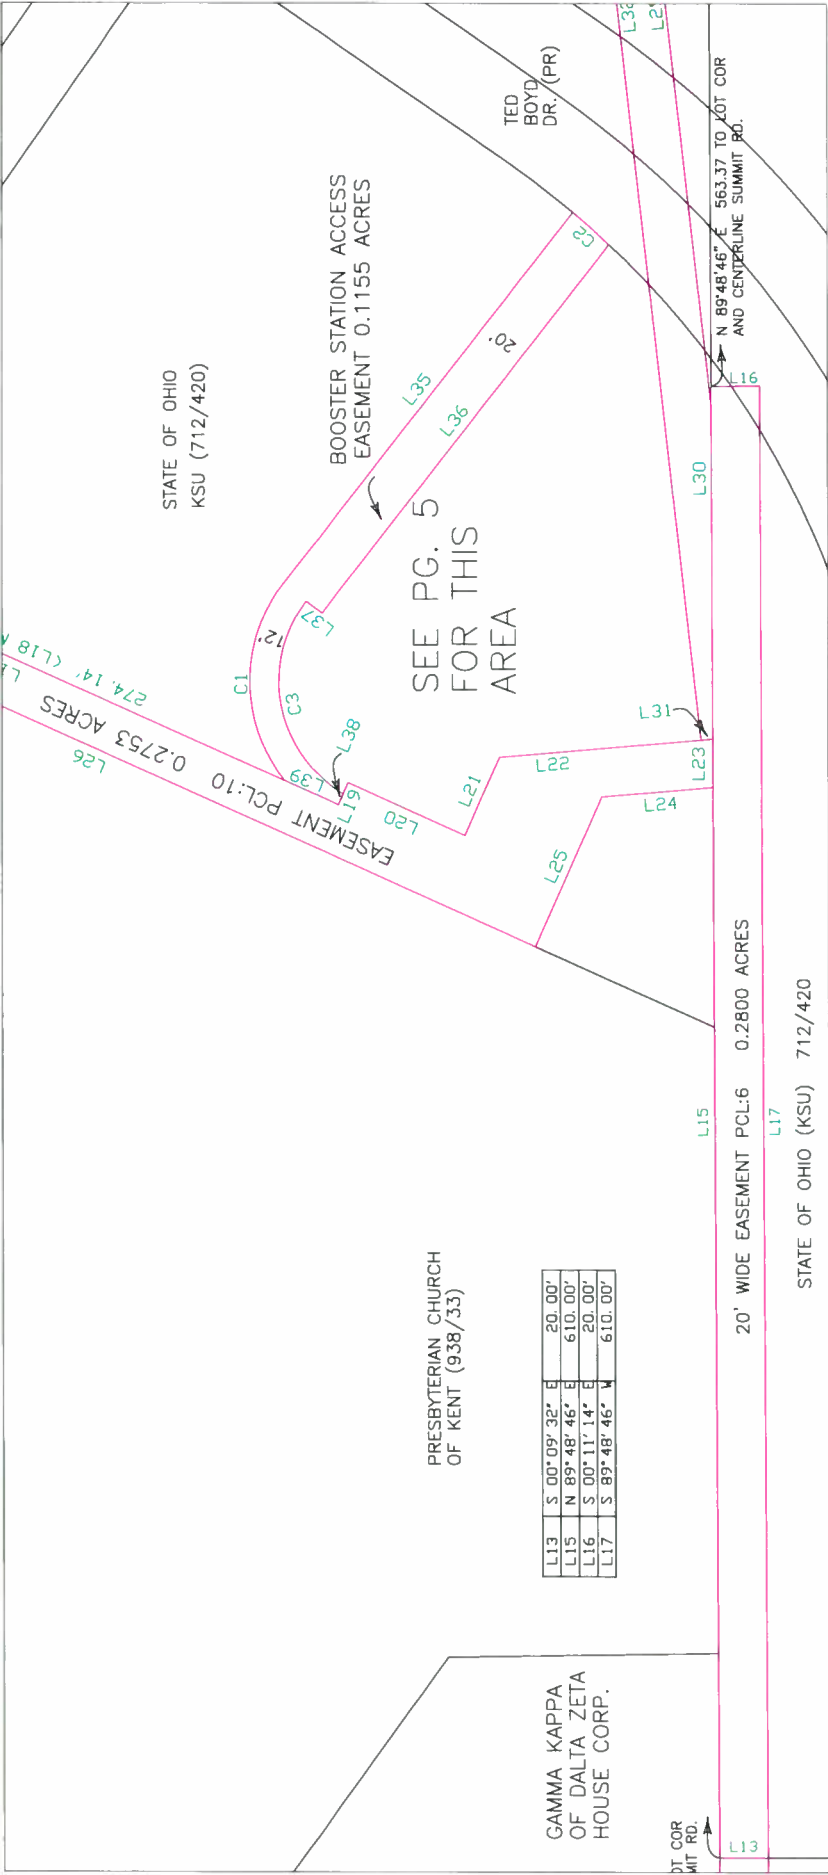 TED
BOYD
DR. (PR)
N 89°48'46" E 563.37 TO LOT COR
AND CENTERLINE SUMMIT RD.
STATE OF OHIO
KSU (712/420)
BOOSTER STATION ACCESS
EASEMENT 0.1155 ACRES
C2
20'
L35
L36
SEE PG. 5
FOR THIS
AREA
L16
L30
L37
12'
C1
C3
274.14' (L18
L26
EASEMENT PCL:10 0.2753 ACRES
L39
L38
L19
L20
L21
L22
L31
L23
L24
L25
L15
20' WIDE EASEMENT PCL:6 0.2800 ACRES
L17
STATE OF OHIO (KSU) 712/420
PRESBYTERIAN CHURCH
OF KENT (938/33)
L13 S 00°09'32" E 20.00'
L15 N 89°48'46" E 610.00'
L16 S 00°11'14" E 20.00'
L17 S 89°48'46" W 610.00'
GAMMA KAPPA
OF DALTA ZETA
HOUSE CORP.
OT COR
MIT RD.
L13